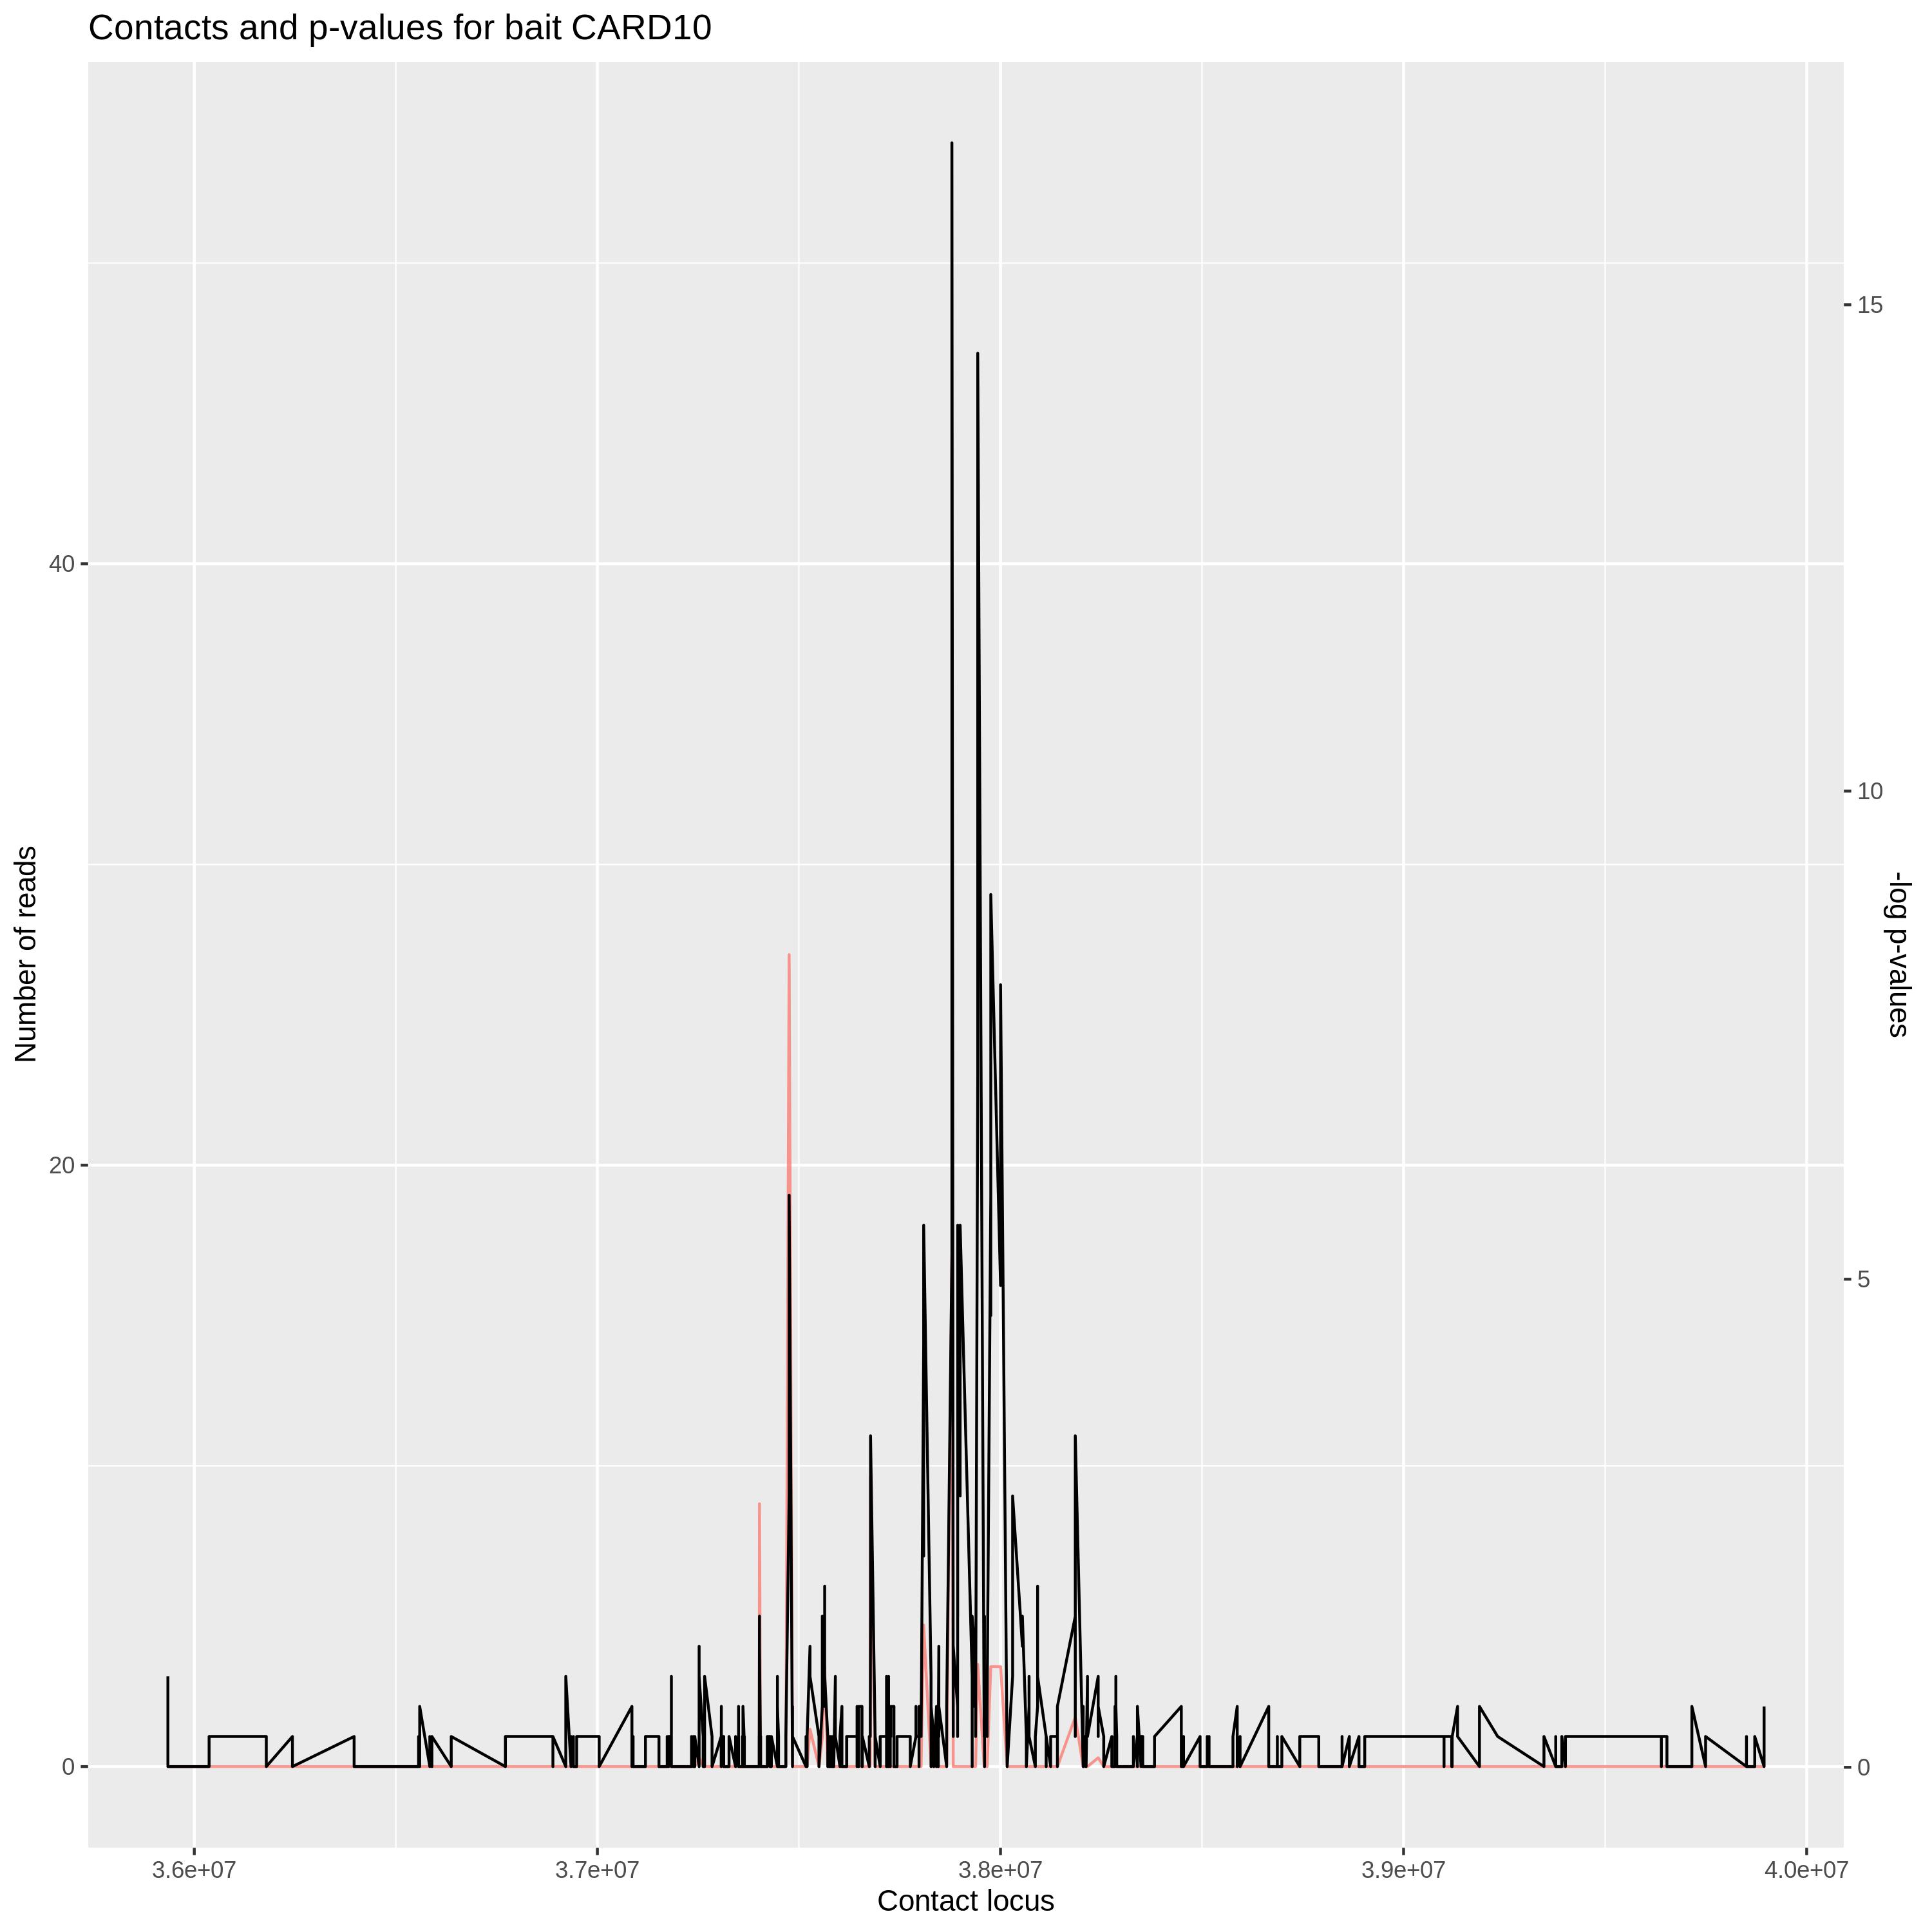 Contacts and p-values for bait CARD10
Number of reads
40
20
0
15
10
5
0
-log p-values
3.6e+07
3.7e+07
3.8e+07
3.9e+07
4.0e+07
Contact locus